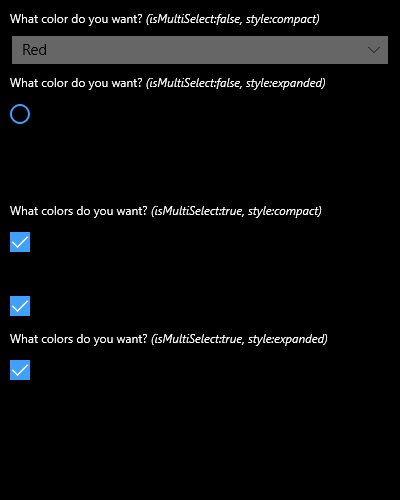 What color do you want? (isMultiSelect:false, style:compact)
Red
What color do you want? (isMultiSelect:false, style:expanded)
What colors do you want? (isMultiSelect:true, style:compact)
What colors do you want? (isMultiSelect:true, style:expanded)